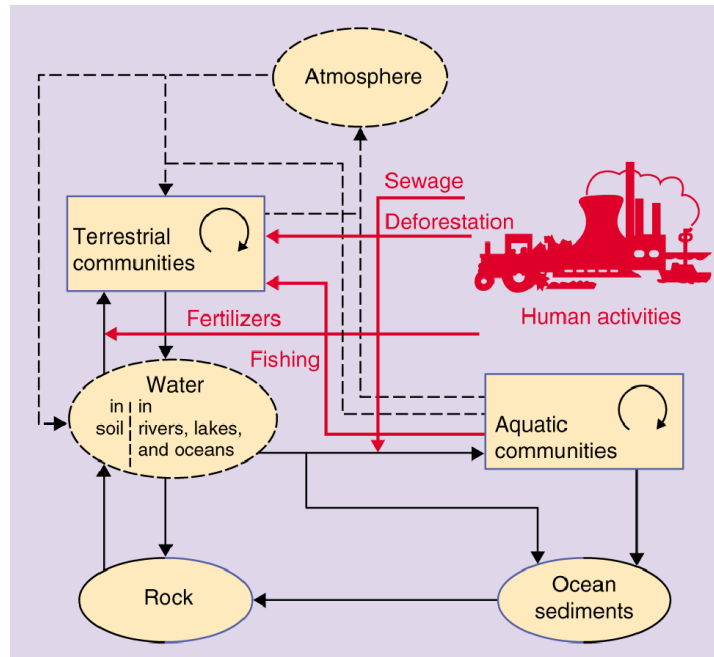 Atmosphere
Sewage
Deforestation
Terrestrial
communities
Human activities
Fertilizers
Fishing
Water
in in
soil rivers, lakes,
and oceans
Aquatic
communities
Rock
Ocean
sediments